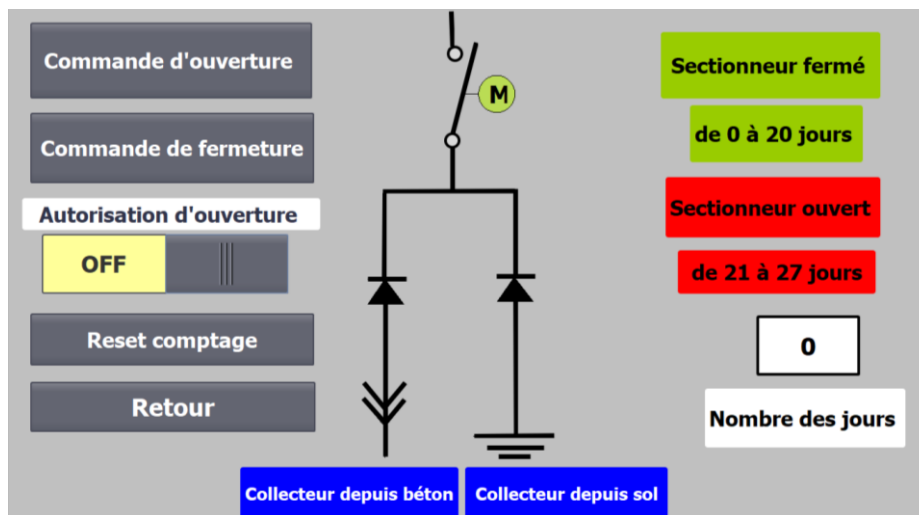 Commande d'ouverture
Commande de fermeture
Autorisation d'ouverture
OFF
Reset comptage
Retour
M
Sectionneur fermé
de 0 à 20 jours
Sectionneur ouvert
de 21 à 27 jours
0
Nombre des jours
Collecteur depuis béton
Collecteur depuis sol